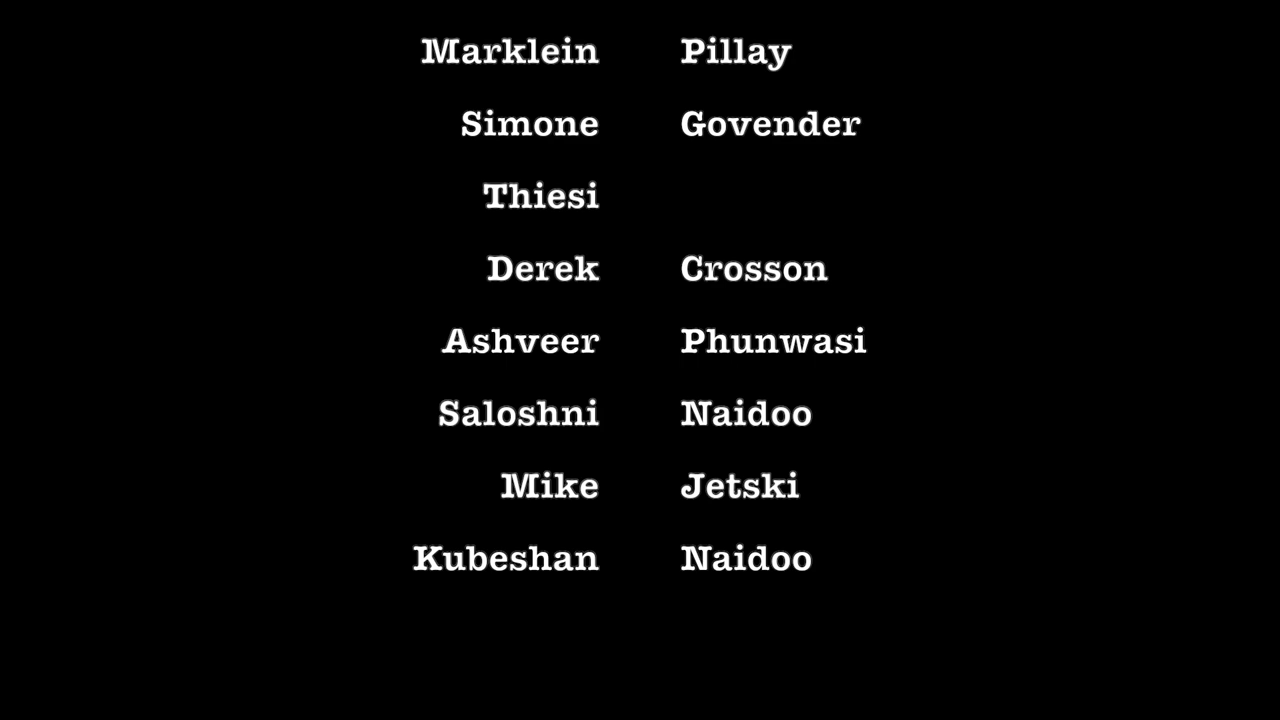 Marklein Pillay
Simone Govender
Thiesi
Derek Crosson
Ashveer Phunwasi
Saloshni Naidoo
Mike Jetski
Kubeshan Naidoo